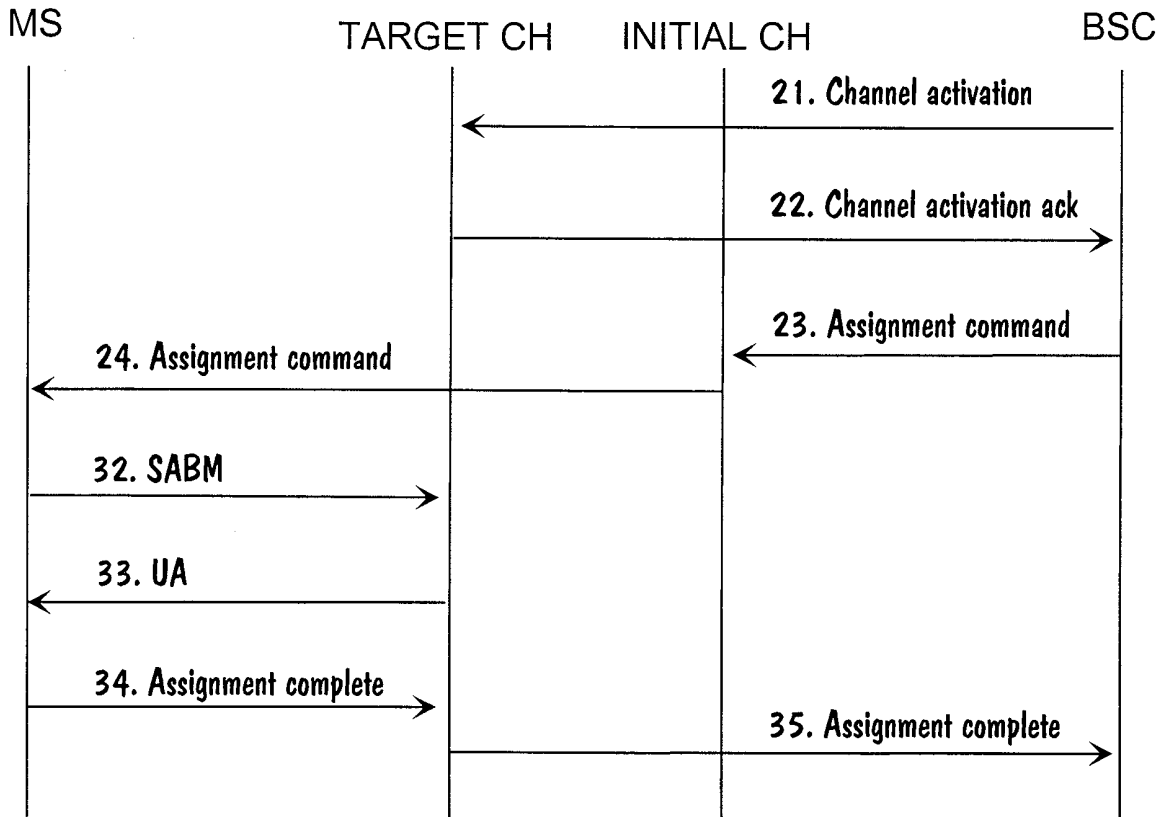 MS
TARGET CH
INITIAL CH
BSC
21. Channel activation
22. Channel activation ack
23. Assignment command
24. Assignment command
32. SABM
33. UA
34. Assignment complete
35. Assignment complete